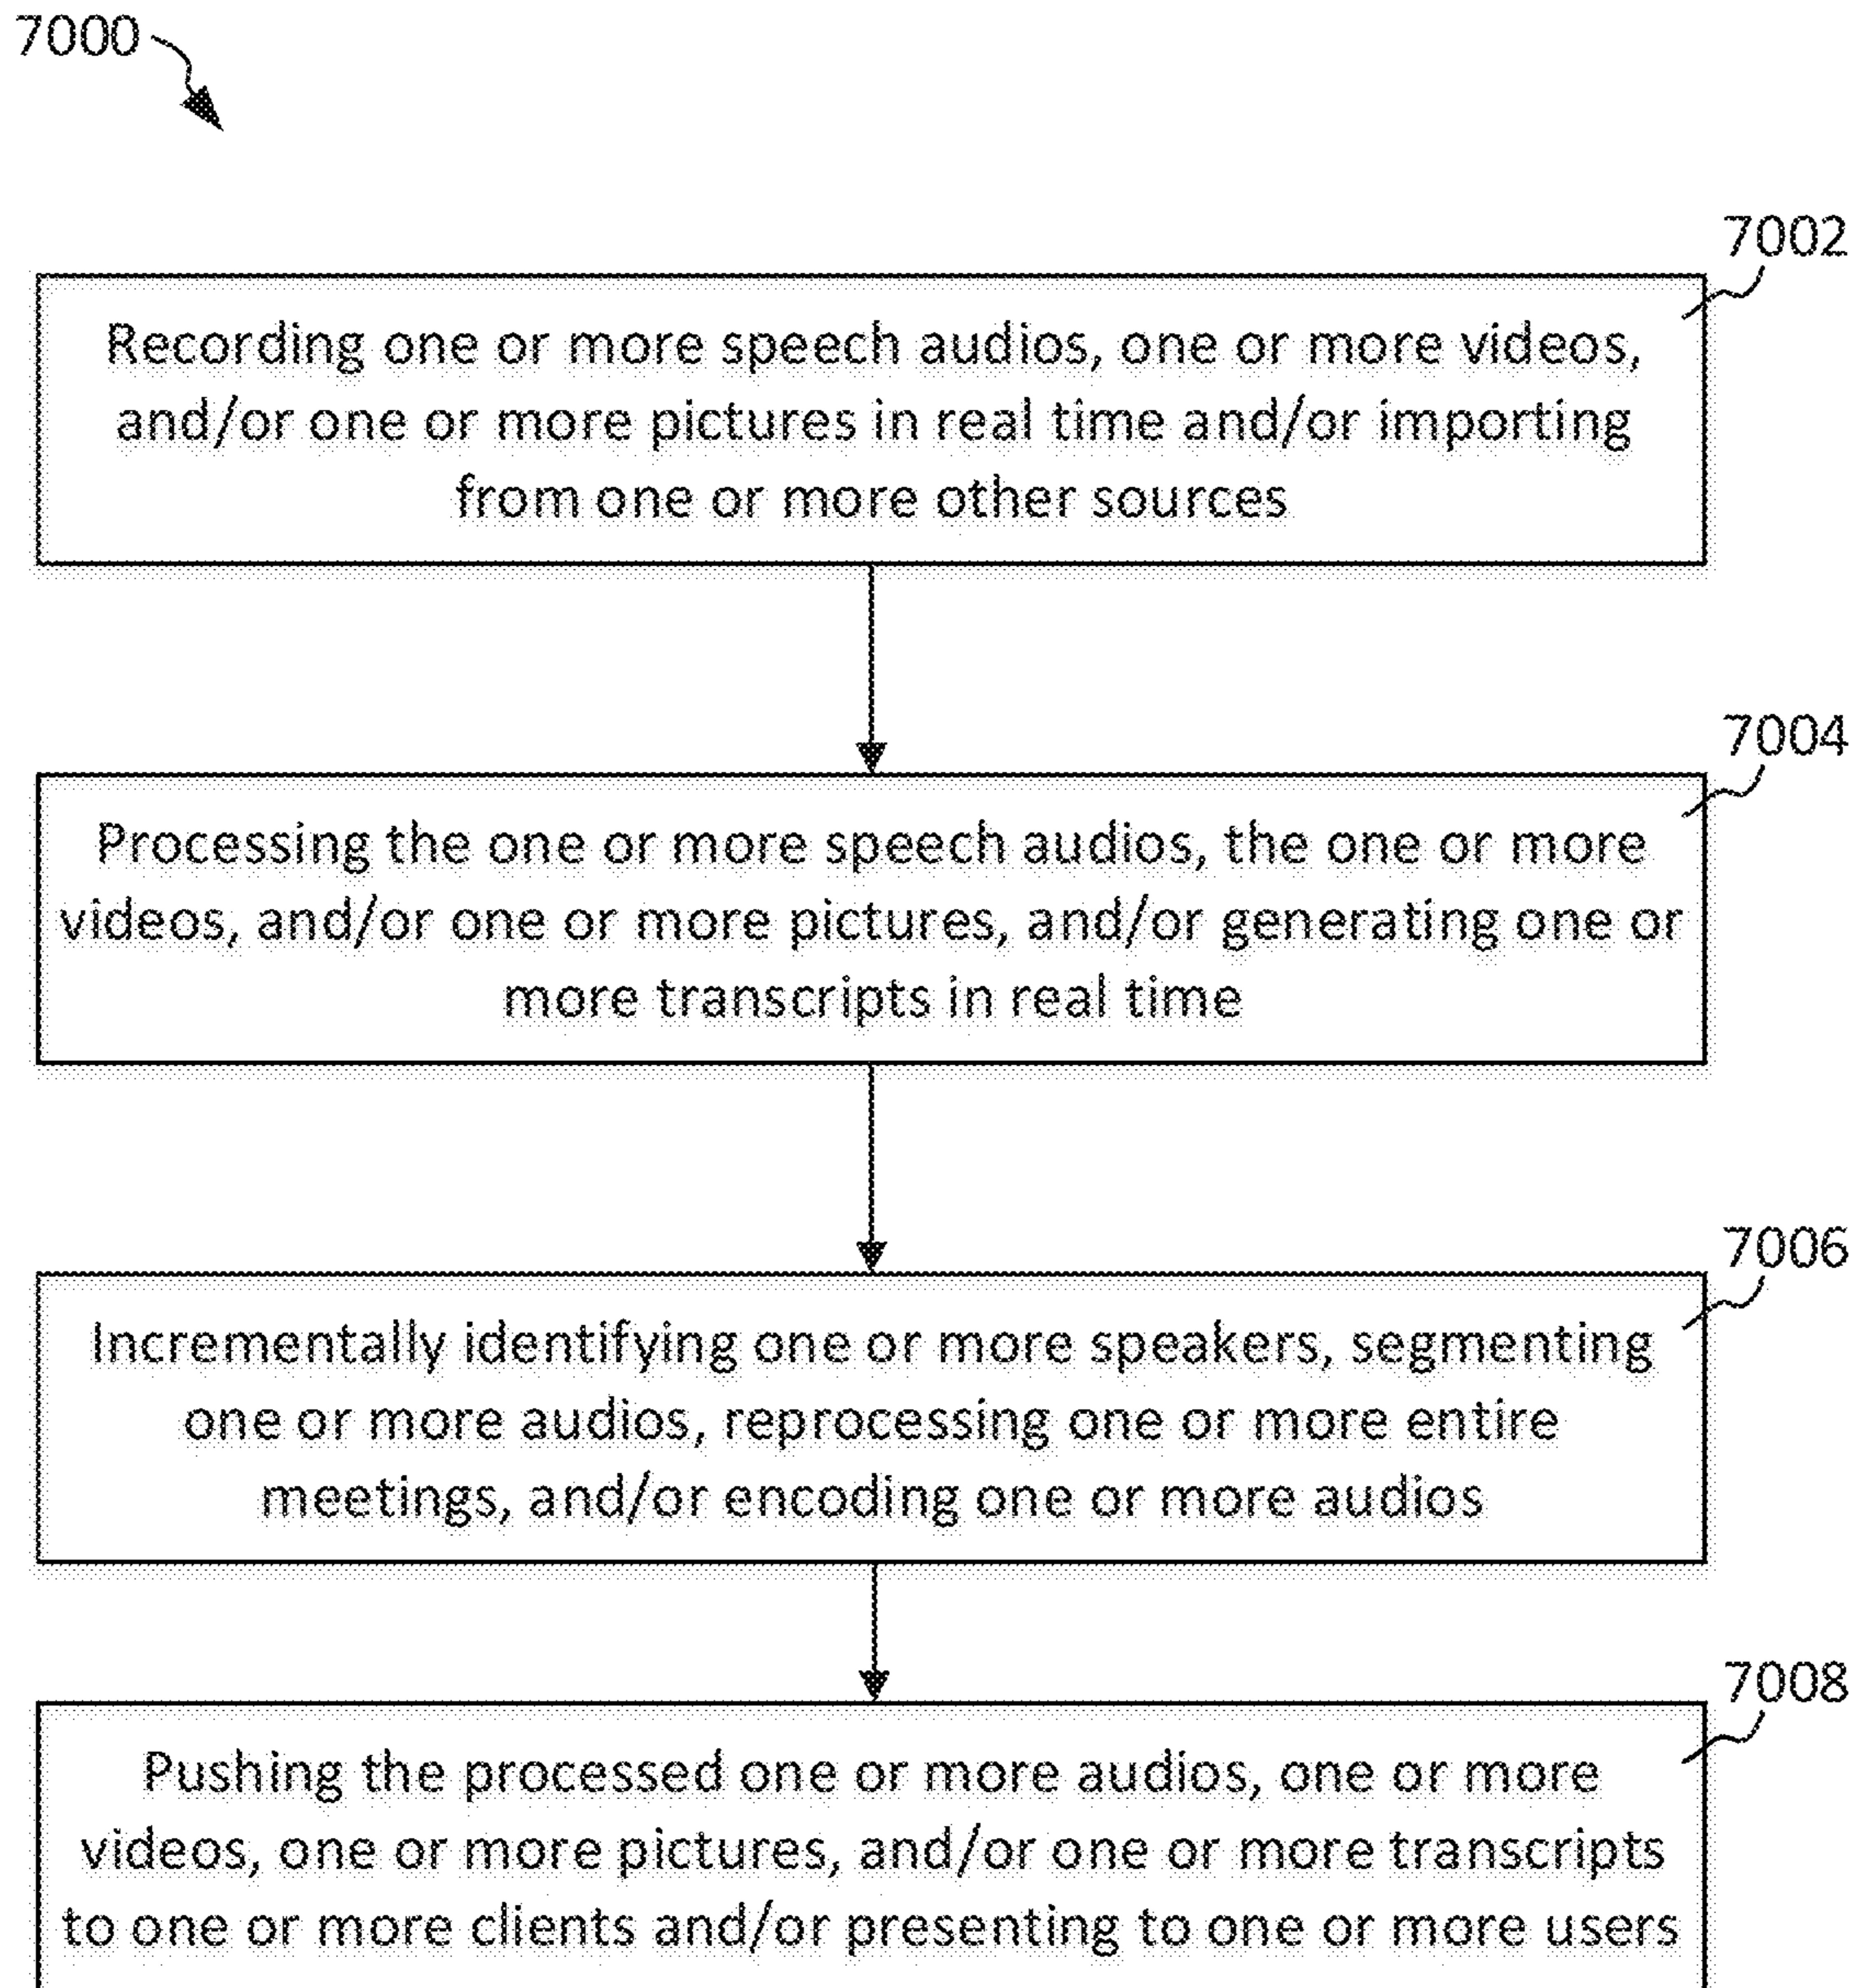 7000
7002
Recording one or more speech audios, one or more videos,
and/or one or more pictures in real time and/or importing
from one or more other sources
7004
Processing the one or more speech audios, the one or more
videos, and/or one or more pictures, and/or generating one or
more transcripts in real time
7006
Incrementally identifying one or more speakers, segmenting
one or more audios, reprocessing one or more entire
meetings, and/or encoding one or more audios
7008
Pushing the processed one or more audios, one or more
videos, one or more pictures, and/or one or more transcripts
to one or more clients and/or presenting to one or more users